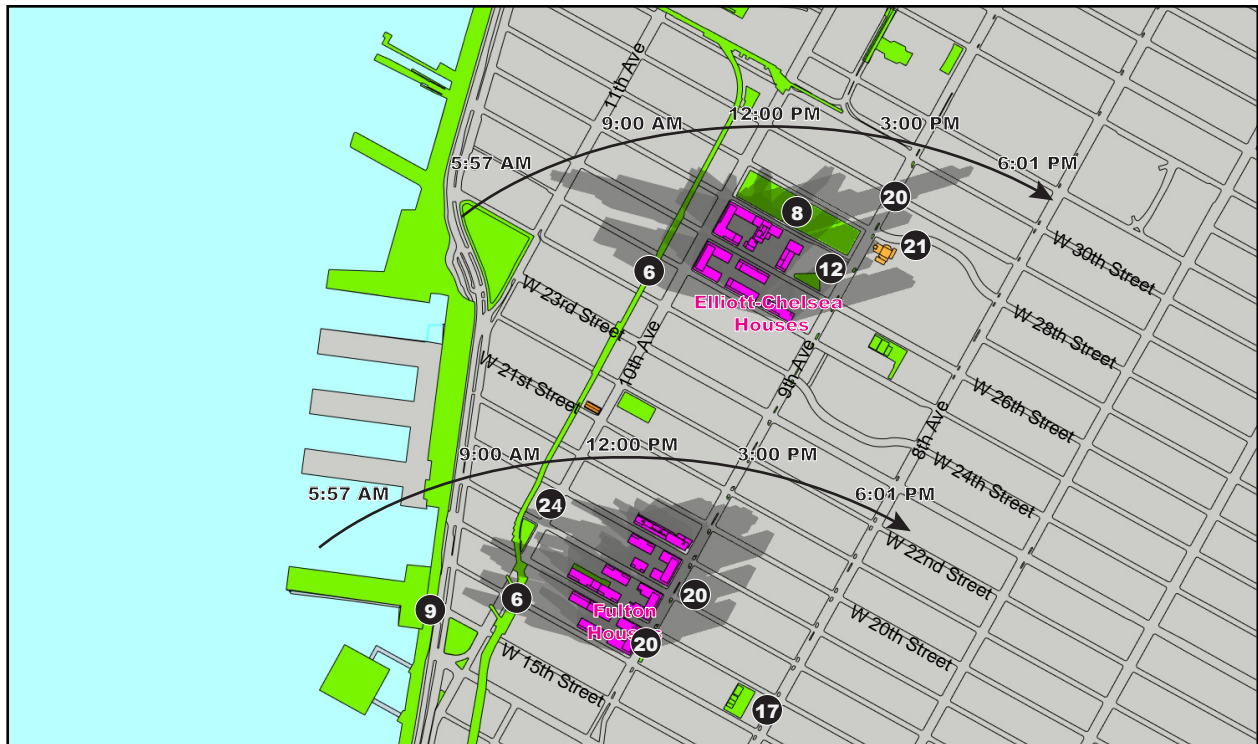 11th Ave
12:00 PM
9:00 AM
3:00 PM
5:57 AM
6:01 PM
20
8
21
W 30th Street
12
6
Elliott-Chelsea
Houses
W 23rd Street
W 28th Street
10th Ave
9th Ave
W 21st Street
W 26th Street
8th Ave
12:00 PM
9:00 AM
3:00 PM
5:57 AM
6:01 PM
W 24th Street
24
W 22nd Street
20
6
9
Fulton
Houses
20
W 20th Street
W 15th Street
17